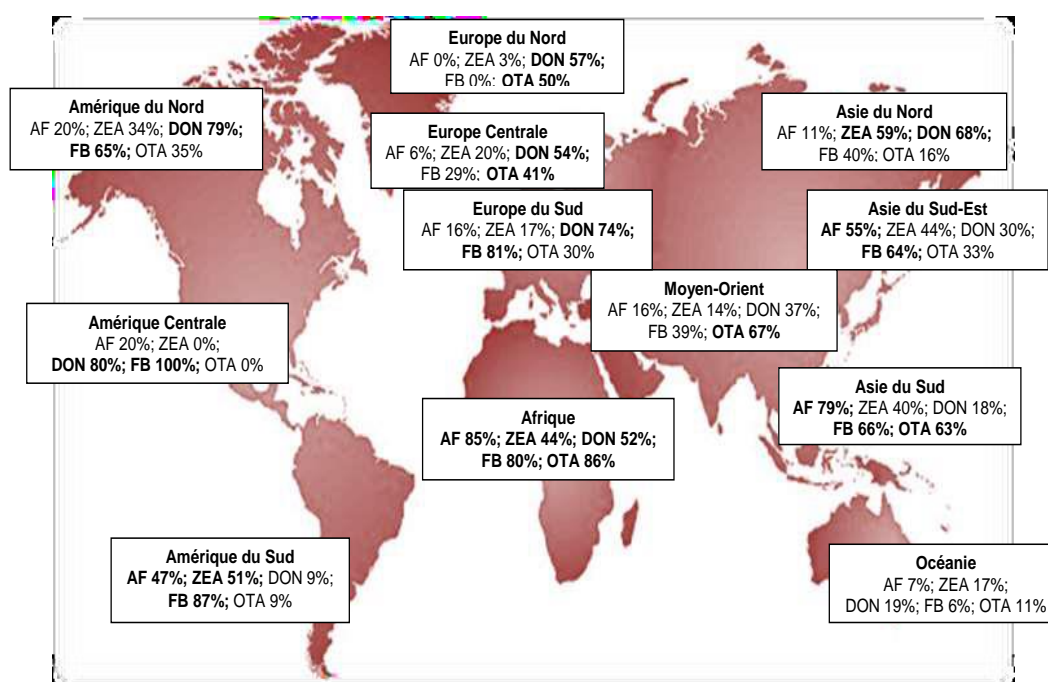 Europe du Nord
AF 0%; ZEA 3%; DON 57%;
FB 0%: OTA 50%
Amérique du Nord
AF 20%; ZEA 34%; DON 79%;
FB 65%; OTA 35%
Europe Centrale
AF 6%; ZEA 20%; DON 54%;
FB 29%: OTA 41%
Asie du Nord
AF 11%; ZEA 59%; DON 68%;
FB 40%: OTA 16%
Europe du Sud
AF 16%; ZEA 17%; DON 74%;
FB 81%; OTA 30%
Asie du Sud-Est
AF 55%; ZEA 44%; DON 30%;
FB 64%; OTA 33%
Moyen-Orient
AF 16%; ZEA 14%; DON 37%;
FB 39%; OTA 67%
Amérique Centrale
AF 20%; ZEA 0%;
DON 80%; FB 100%; OTA 0%
Asie du Sud
AF 79%; ZEA 40%; DON 18%;
FB 66%; OTA 63%
Afrique
AF 85%; ZEA 44%; DON 52%;
FB 80%; OTA 86%
Amérique du Sud
AF 47%; ZEA 51%; DON 9%;
FB 87%; OTA 9%
Océanie
AF 7%; ZEA 17%;
DON 19%; FB 6%; OTA 11%